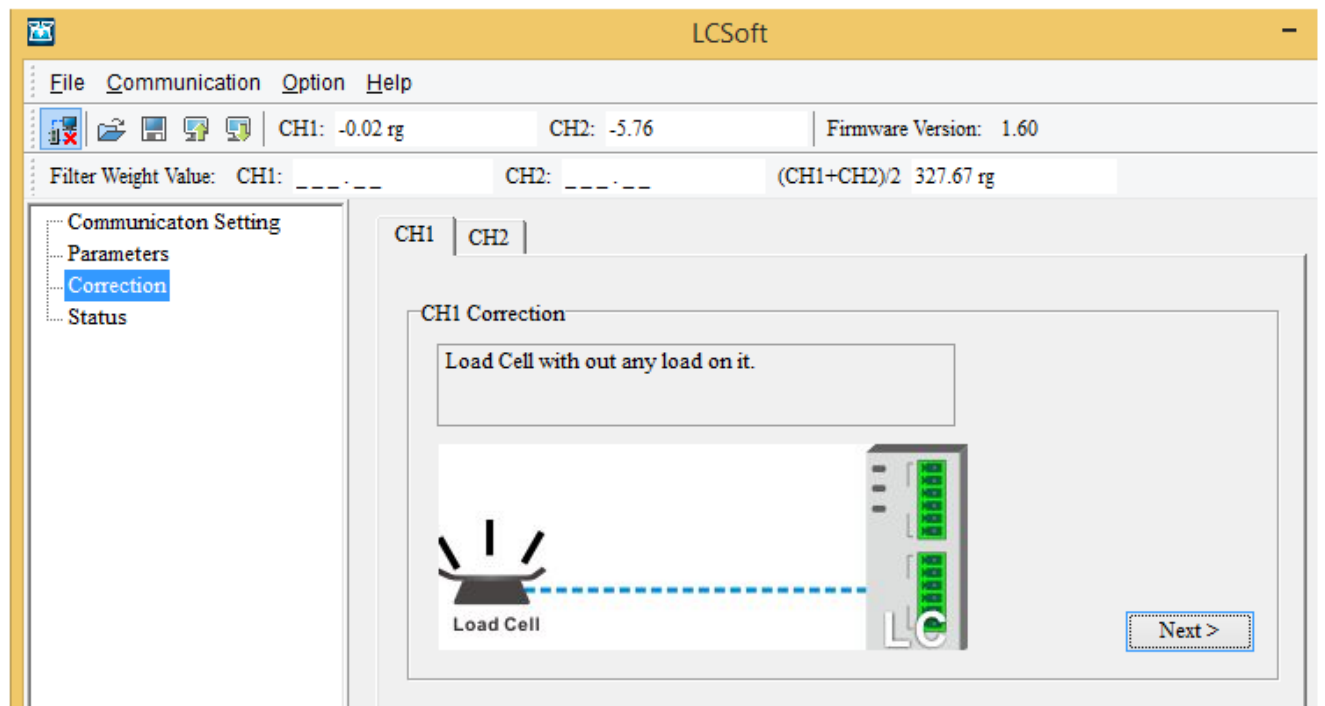 LCSoft
File Communication Option Help
CH1: -0.02 rg CH2: -5.76 Firmware Version: 1.60
Filter Weight Value: CH1: _ _ _ . _ _ CH2: _ _ _ . _ _ (CH1+CH2)/2 327.67 rg
Communicaton Setting
Parameters
Correction
Status
CH1 CH2
CH1 Correction
Load Cell with out any load on it.
Load Cell
LC
Next >